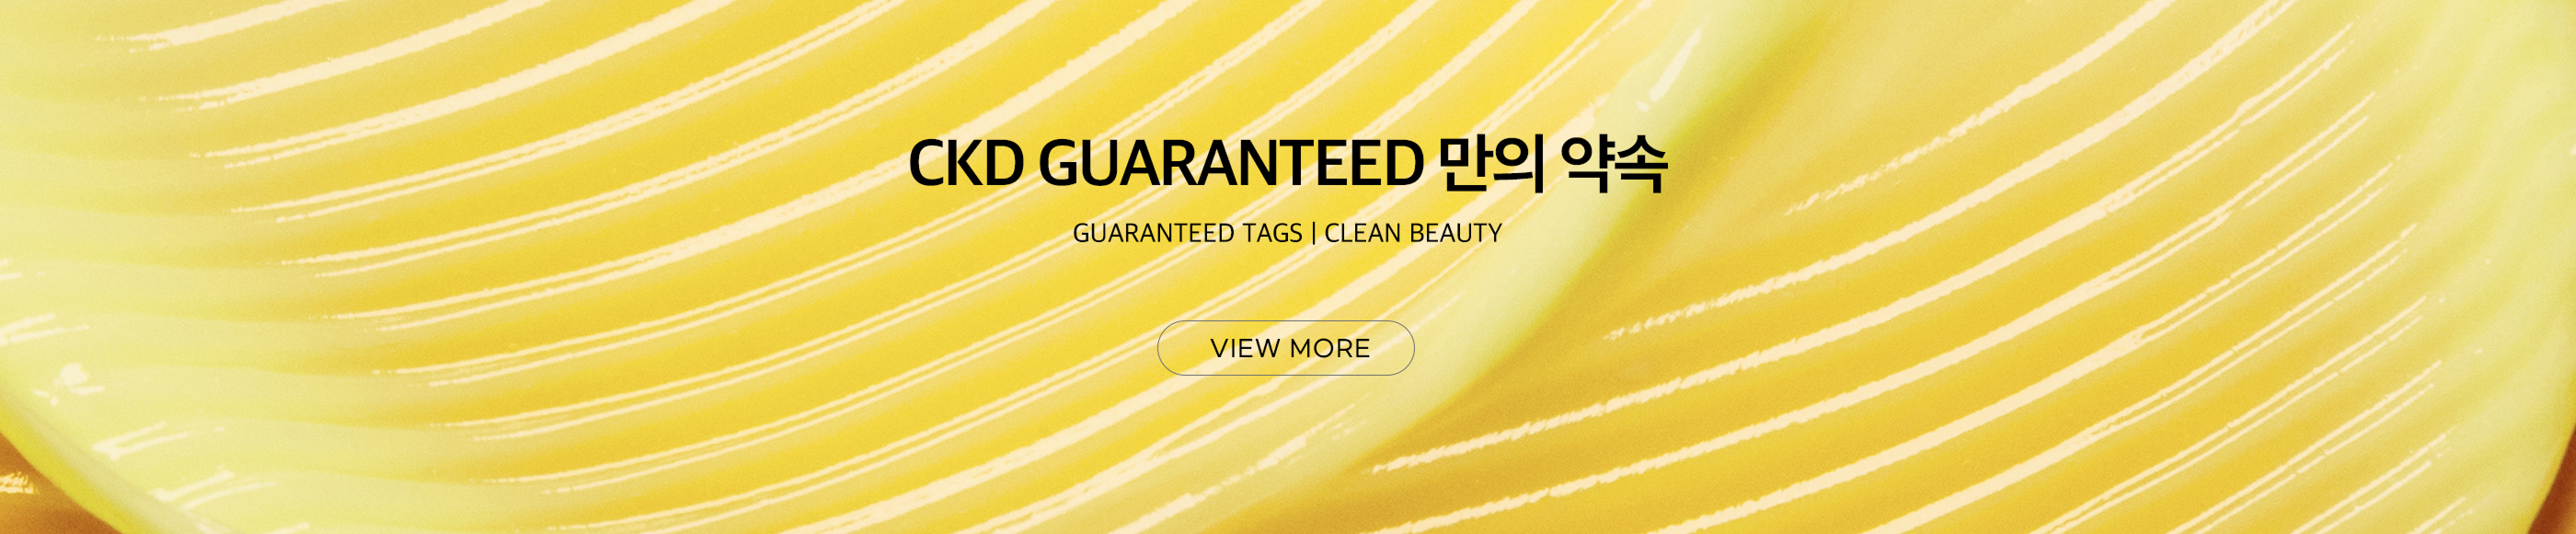 CKD GUARANTEED 만의 약속
GUARANTEED TAGS | CLEAN BEAUTY
VIEW MORE